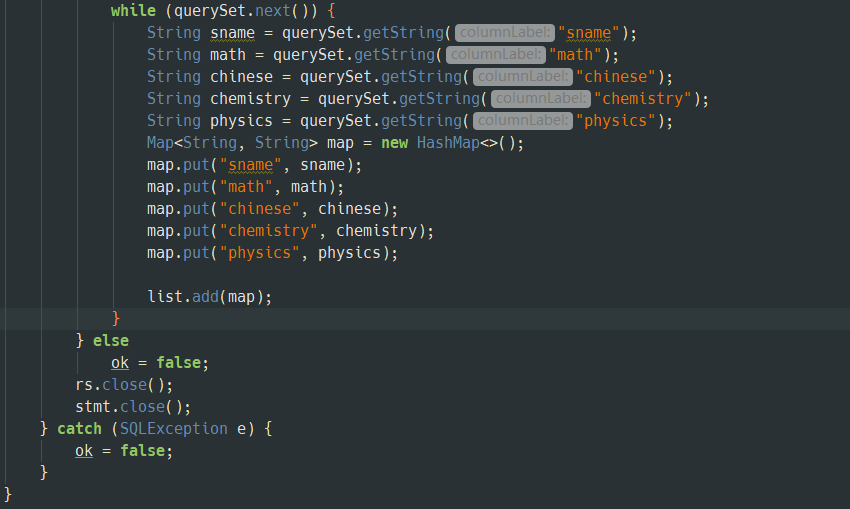 while (querySet.next()) {
String sname = querySet.getString( columnLabel: "sname");
String math = querySet.getString( columnLabel: "math");
String chinese = querySet.getString( columnLabel: "chinese");
String chemistry = querySet.getString( columnLabel: "chemistry");
String physics = querySet.getString( columnLabel: "physics");
Map<String, String> map = new HashMap<>();
map.put("sname", sname);
map.put("math", math);
map.put("chinese", chinese);
map.put("chemistry", chemistry);
map.put("physics", physics);
list.add(map);
}
} else
ok = false;
rs.close();
stmt.close();
} catch (SQLException e) {
ok = false;
}
}